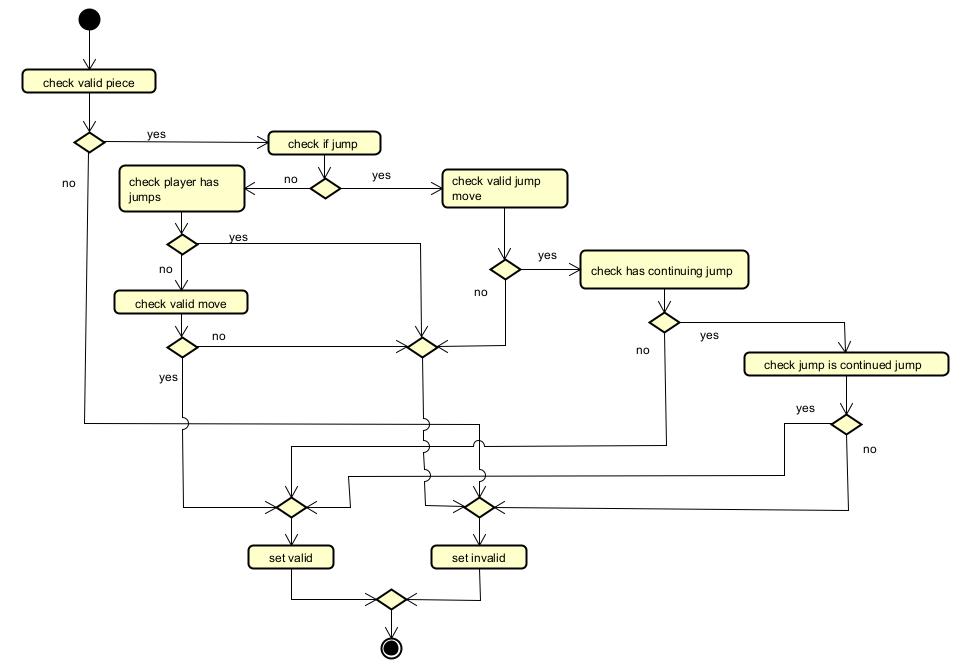 check valid piece
yes
check if jump
no
no
yes
check player has
jumps
check valid jump
move
yes
yes
no
check has continuing jump
no
check valid move
no
yes
no
check jump is continued jump
yes
yes
no
set valid
set invalid